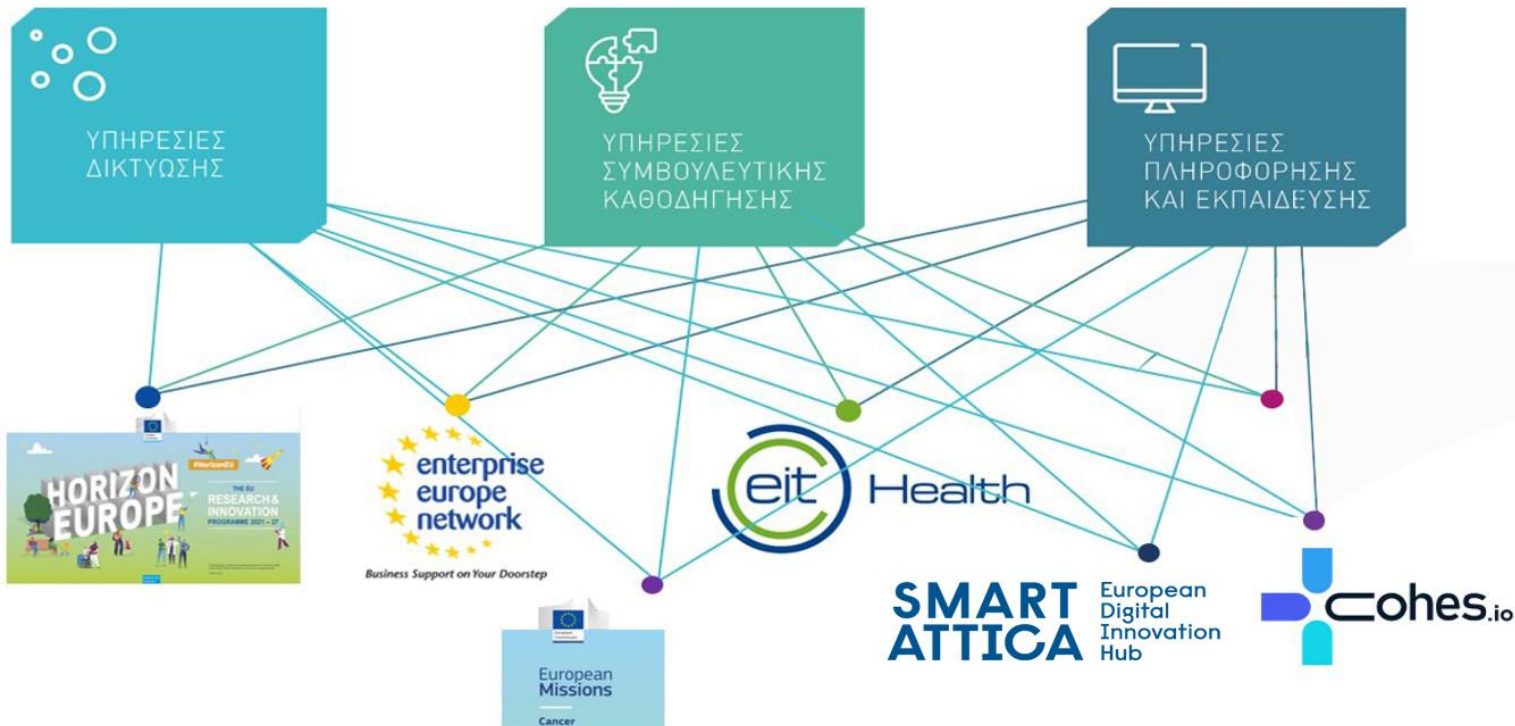 ΥΠΗΡΕΣΙΕΣ
ΔΙΚΤΥΩΣΗΣ
ΥΠΗΡΕΣΙΕΣ
ΣΥΜΒΟΥΛΕΥΤΙΚΗΣ
ΚΑΘΟΔΗΓΗΣΗΣ
ΥΠΗΡΕΣΙΕΣ
ΠΛΗΡΟΦΟΡΗΣΗΣ
ΚΑΙ ΕΚΠΑΙΔΕΥΣΗΣ
#HorizonEU
HORIZON
EUROPE
THE EU
RESEARCH &
INNOVATION
PROGRAMME 2021 – 27
enterprise
europe
network
Business Support on Your Doorstep
eit Health
European
Missions
Cancer
SMART
ATTICA
European
Digital
Innovation
Hub
cohes.io